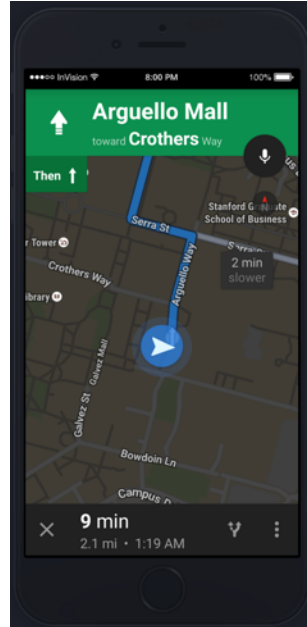 InVision 8:00 PM 100%
Arguello Mall
toward Crothers Way
Then
Stanford Graduate
School of Business
Serra St
r Tower
Serra
2 min
slower
Crothers Way
Arguello Way
ibrary
Galvez Mall
Galvez St
Bowdoin Ln
Campus
9 min
2.1 mi • 1:19 AM